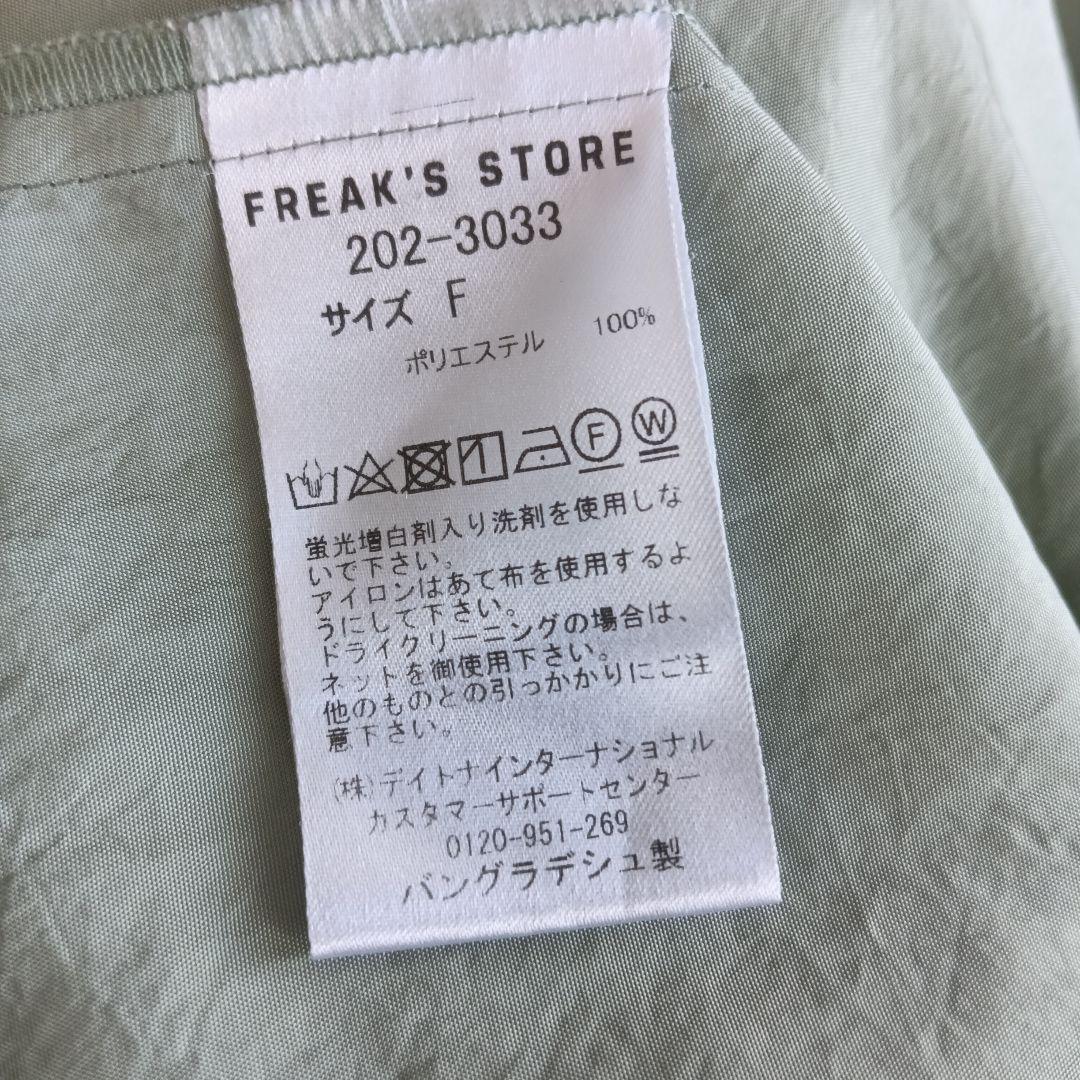 FREAK'S STORE
202-3033
サイズ F
ポリエステル 100%
F W
蛍光増白剤入り洗剤を使用しな
いで下さい。
アイロンはあて布を使用するよ
うにして下さい。
ドライクリーニングの場合は、
ネットを御使用下さい。
他のものとの引っかかりにご注
意下さい。
(株)デイトナインターナショナル
カスタマーサポートセンター
0120-951-269
バングラデシュ製